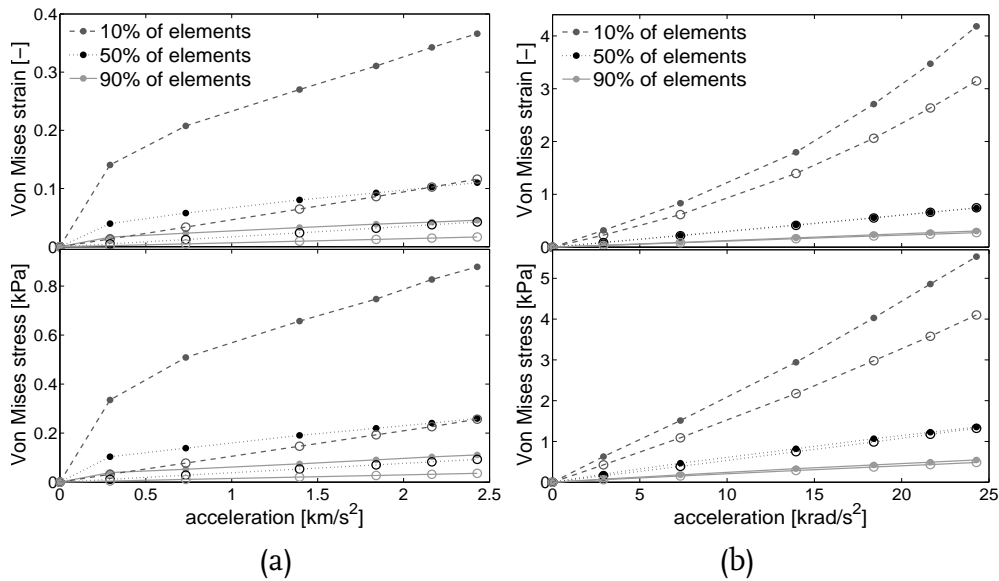 10% of elements
50% of elements
90% of elements
Von Mises strain [−]
0.4
0.3
0.2
0.1
0
Von Mises stress [kPa]
0.8
0.6
0.4
0.2
0
0 0.5 1 1.5 2 2.5
acceleration [km/s²]
(a)
10% of elements
50% of elements
90% of elements
Von Mises strain [−]
4
3
2
1
0
Von Mises stress [kPa]
5
4
3
2
1
0
0 5 10 15 20 25
acceleration [krad/s²]
(b)